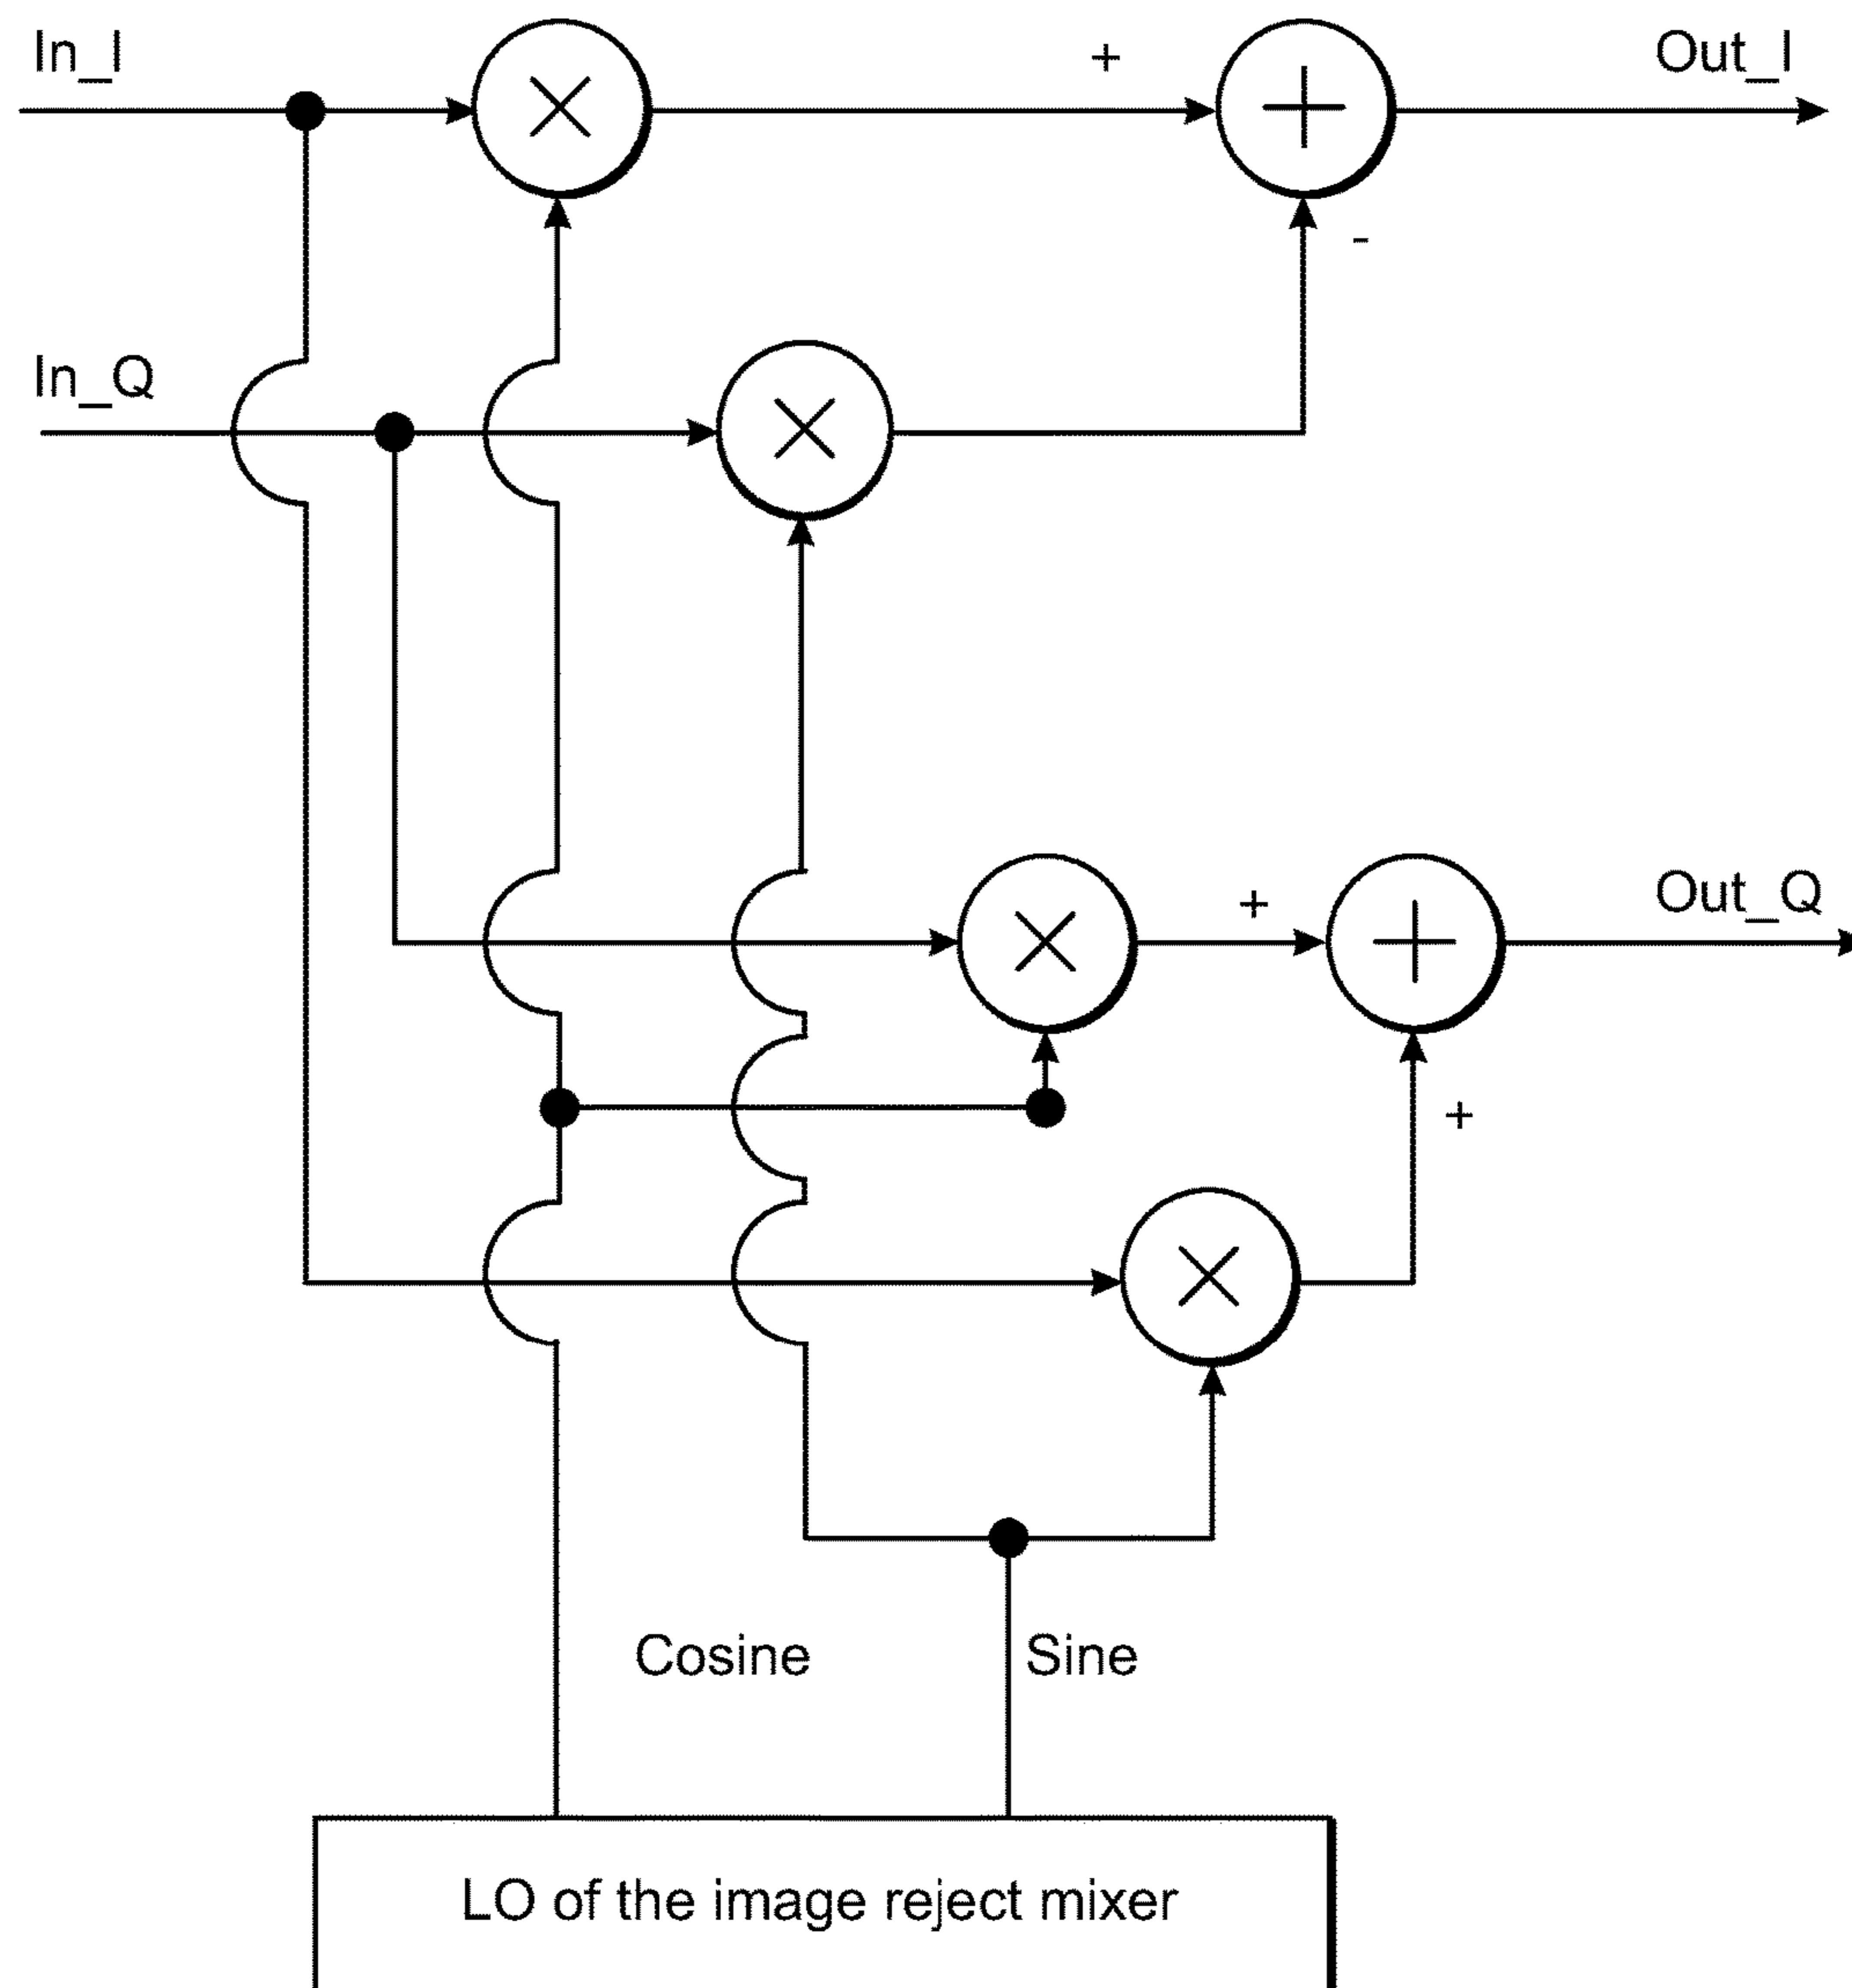 In_I
+
Out_I
-
In_Q
+
Out_Q
+
Cosine
Sine
LO of the image reject mixer